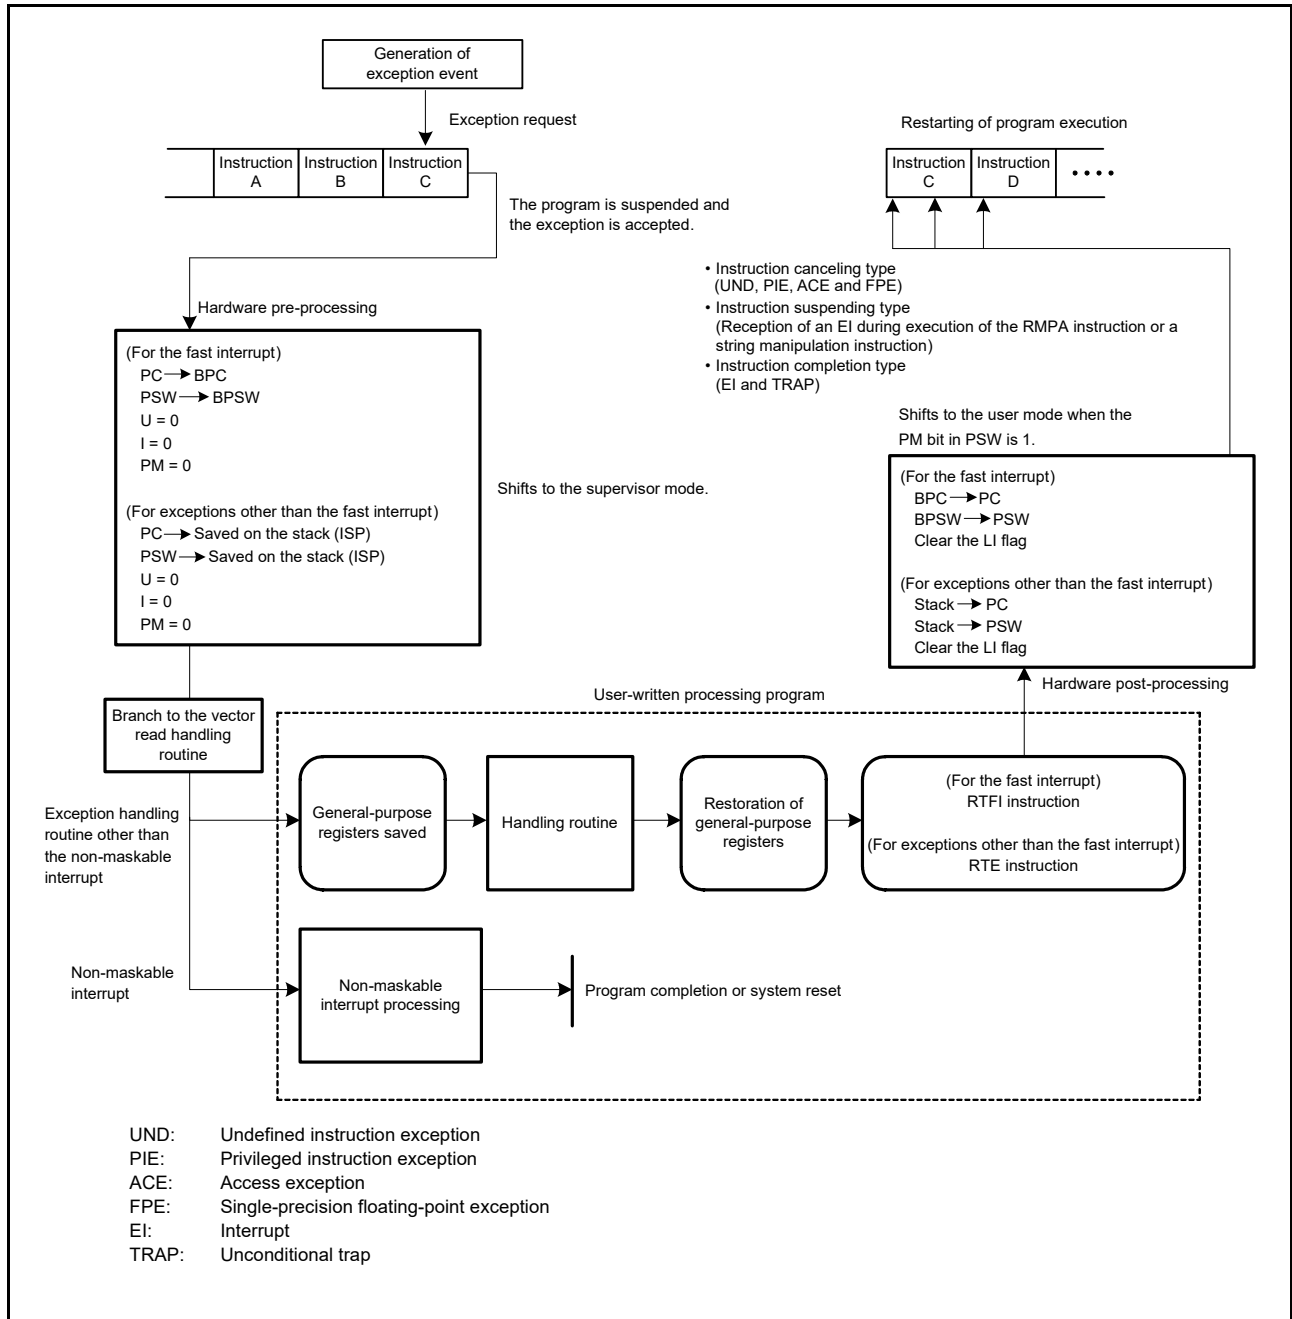 Generation of
exception event
Exception request
Instruction
A
Instruction
B
Instruction
C
The program is suspended and
the exception is accepted.
Restarting of program execution
Instruction
C
Instruction
D
• • • •
• Instruction canceling type
(UND, PIE, ACE and FPE)
• Instruction suspending type
(Reception of an EI during execution of the RMPA instruction or a
string manipulation instruction)
• Instruction completion type
(EI and TRAP)
Hardware pre-processing
(For the fast interrupt)
PC → BPC
PSW → BPSW
U = 0
I = 0
PM = 0
(For exceptions other than the fast interrupt)
PC → Saved on the stack (ISP)
PSW → Saved on the stack (ISP)
U = 0
I = 0
PM = 0
Shifts to the supervisor mode.
Shifts to the user mode when the
PM bit in PSW is 1.
(For the fast interrupt)
BPC → PC
BPSW → PSW
Clear the LI flag
(For exceptions other than the fast interrupt)
Stack → PC
Stack → PSW
Clear the LI flag
Hardware post-processing
User-written processing program
Branch to the vector
read handling
routine
Exception handling
routine other than
the non-maskable
interrupt
General-purpose
registers saved
Handling routine
Restoration of
general-purpose
registers
(For the fast interrupt)
RTFI instruction
(For exceptions other than the fast interrupt)
RTE instruction
Non-maskable
interrupt
Non-maskable
interrupt processing
Program completion or system reset
UND: Undefined instruction exception
PIE: Privileged instruction exception
ACE: Access exception
FPE: Single-precision floating-point exception
EI: Interrupt
TRAP: Unconditional trap